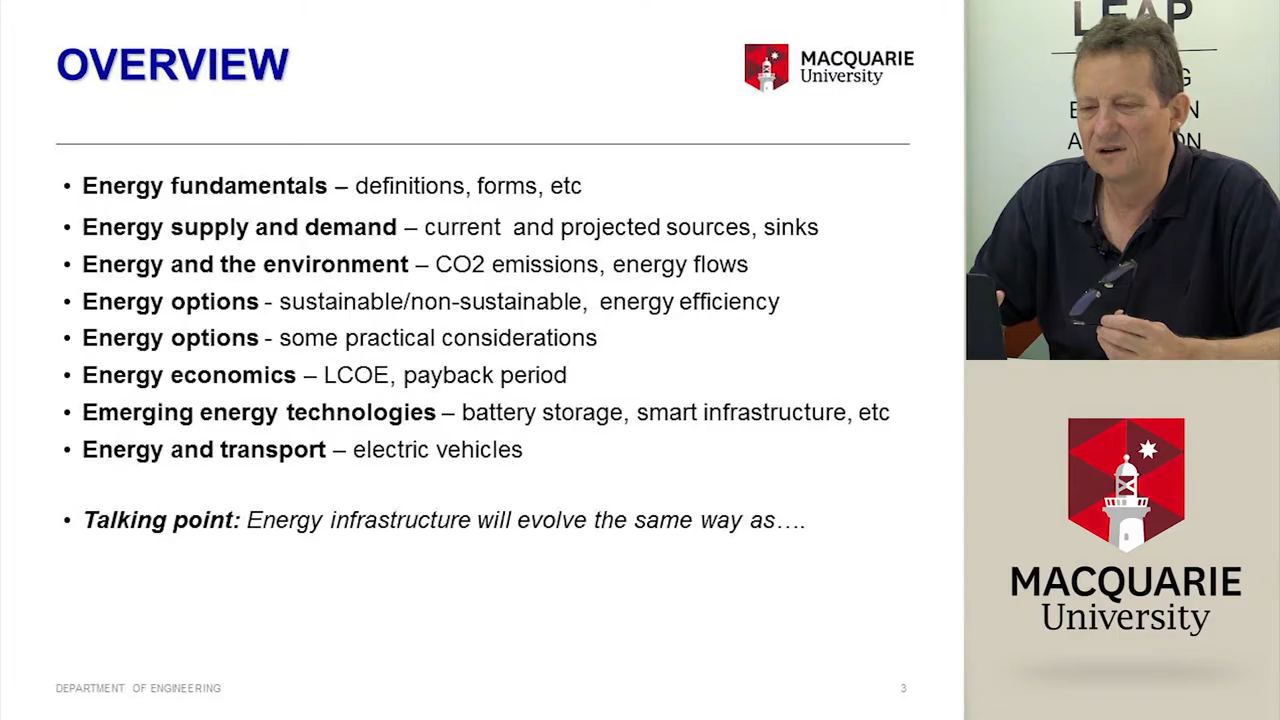 OVERVIEW
MACQUARIE
University
• Energy fundamentals – definitions, forms, etc
• Energy supply and demand – current and projected sources, sinks
• Energy and the environment – CO2 emissions, energy flows
• Energy options - sustainable/non-sustainable, energy efficiency
• Energy options - some practical considerations
• Energy economics – LCOE, payback period
• Emerging energy technologies – battery storage, smart infrastructure, etc
• Energy and transport – electric vehicles
• Talking point: Energy infrastructure will evolve the same way as….
DEPARTMENT OF ENGINEERING
3
LEAP
MACQUARIE
University